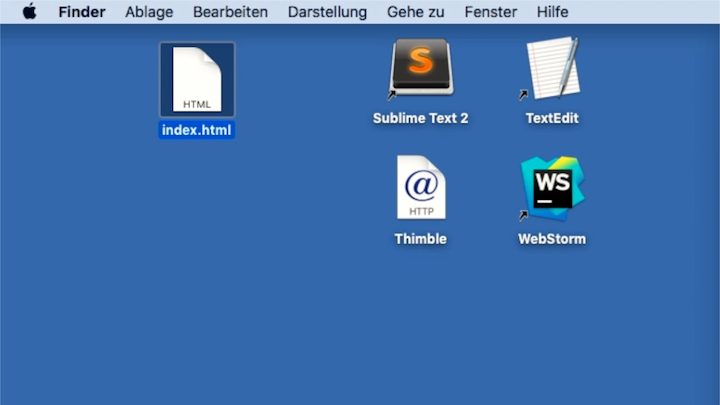 Finder Ablage Bearbeiten Darstellung Gehe zu Fenster Hilfe
HTML
index.html
S
Sublime Text 2
TextEdit
@
HTTP
Thimble
WS
WebStorm